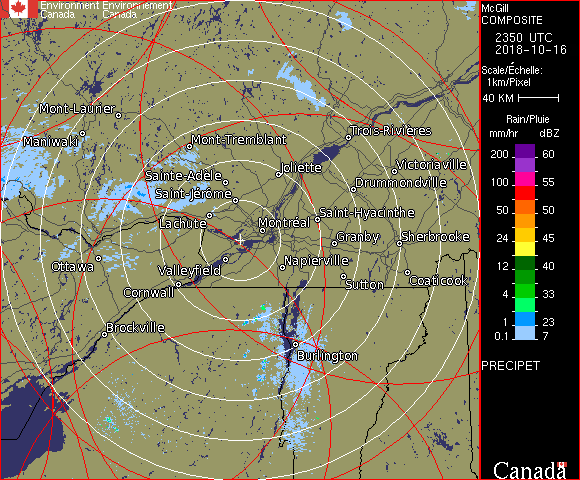 Environment Environnement
Canada Canada
McGill
COMPOSITE
2350 UTC
2018-10-16
Scale/Échelle:
1km/Pixel
40 KM
Rain/Pluie
mm/hr dBZ
200 60
100 55
50 50
24 45
12 40
4 33
1 23
0.1 7
PRECIPET
Canada
Mont-Laurier
Maniwaki
Mont-Tremblant
Trois-Rivières
Joliette
Victoriaville
Sainte-Adèle
Drummondville
Saint-Jérôme
Saint-Hyacinthe
Lachute
Montréal
Granby
Sherbrooke
Ottawa
Valleyfield
Napierville
Sutton
Coaticook
Cornwall
Brockville
Burlington